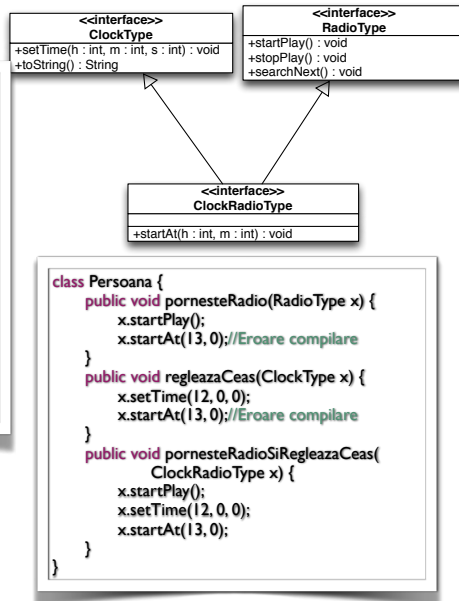 <<interface>>
ClockType
+setTime(h : int, m : int, s : int) : void
+toString() : String
<<interface>>
RadioType
+startPlay() : void
+stopPlay() : void
+searchNext() : void
<<interface>>
ClockRadioType
+startAt(h : int, m : int) : void
class Persoana {
public void pornesteRadio(RadioType x) {
x.startPlay();
x.startAt(13, 0);//Eroare compilare
}
public void regleazaCeas(ClockType x) {
x.setTime(12, 0, 0);
x.startAt(13, 0);//Eroare compilare
}
public void pornesteRadioSiRegleazaCeas(
ClockRadioType x) {
x.startPlay();
x.setTime(12, 0, 0);
x.startAt(13, 0);
}
}